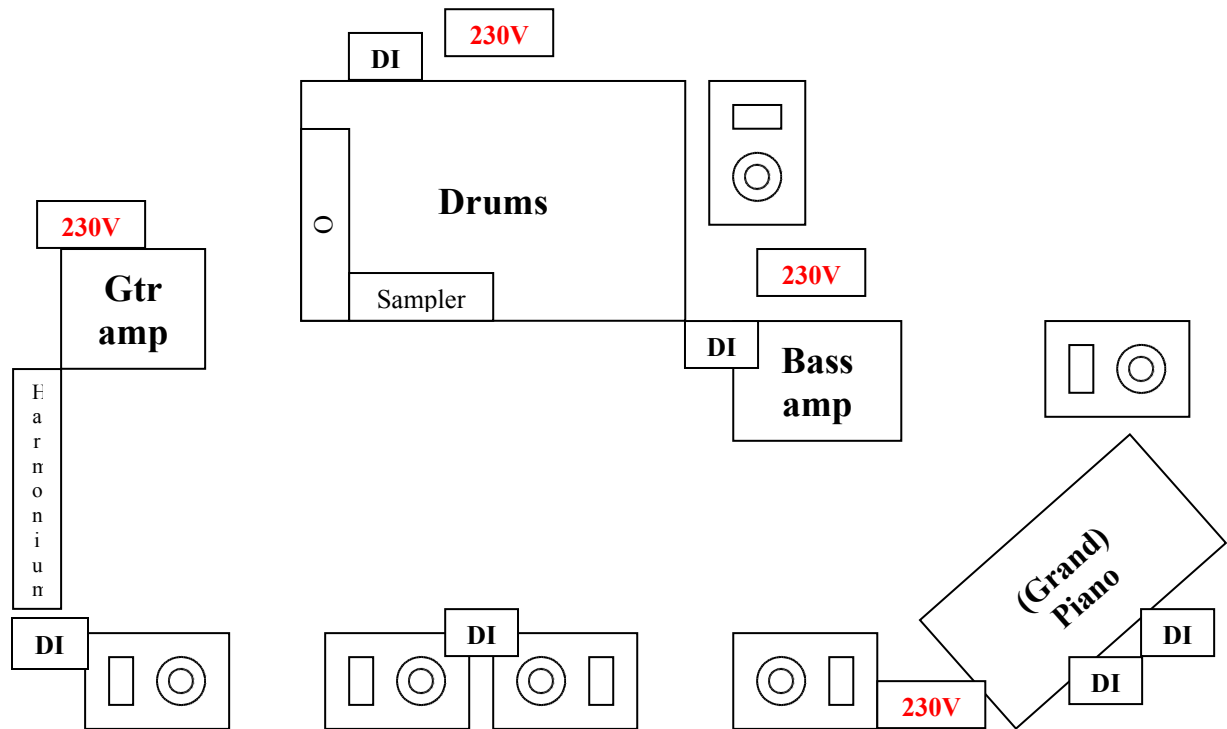 230V
DI
Drums
O
Sampler
230V
Gtr
amp
230V
DI
Bass
amp
Harmonium
(Grand)
Piano
DI
DI
DI
DI
230V